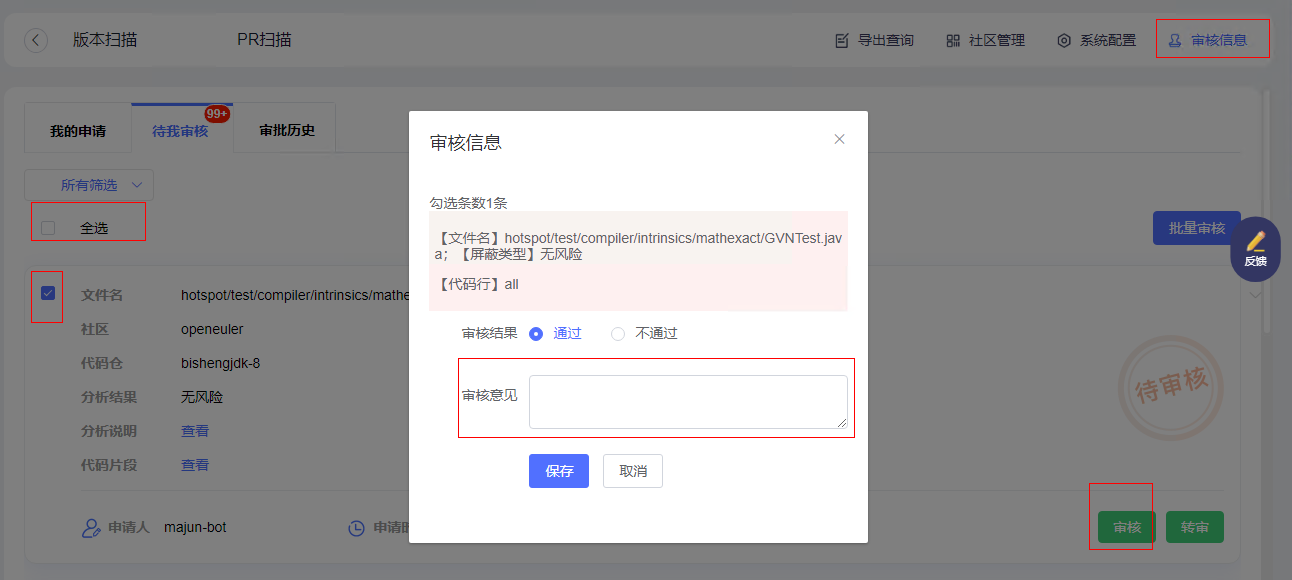 版本扫描
PR扫描
导出查询
社区管理
系统配置
审核信息
我的申请
待我审核
99+
审批历史
所有筛选
全选
批量审核
反馈
审核信息
勾选条数1条
【文件名】hotspot/test/compiler/intrinsics/mathexact/GVNTest.jav
a；【屏蔽类型】无风险
【代码行】all
审核结果
通过
不通过
审核意见
保存
取消
文件名
hotspot/test/compiler/intrinsics/mathe
社区
openeuler
代码仓
bishengjdk-8
分析结果
无风险
分析说明
查看
代码片段
查看
待审核
申请人
majun-bot
申请
审核
转审